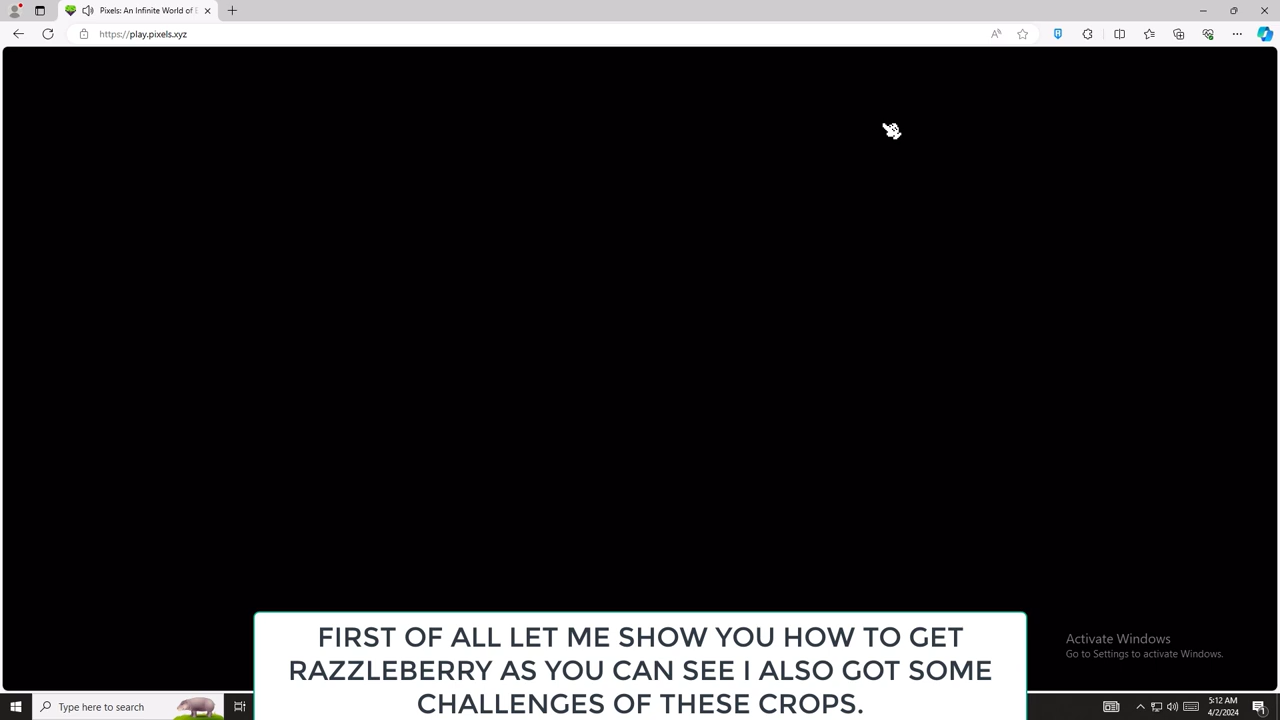 Pixels: An Infinite World of E
https://play.pixels.xyz
FIRST OF ALL LET ME SHOW YOU HOW TO GET
RAZZLEBERRY AS YOU CAN SEE I ALSO GOT SOME
CHALLENGES OF THESE CROPS.
Activate Windows
Go to Settings to activate Windows.
Type here to search
5:12 AM
4/2/2024